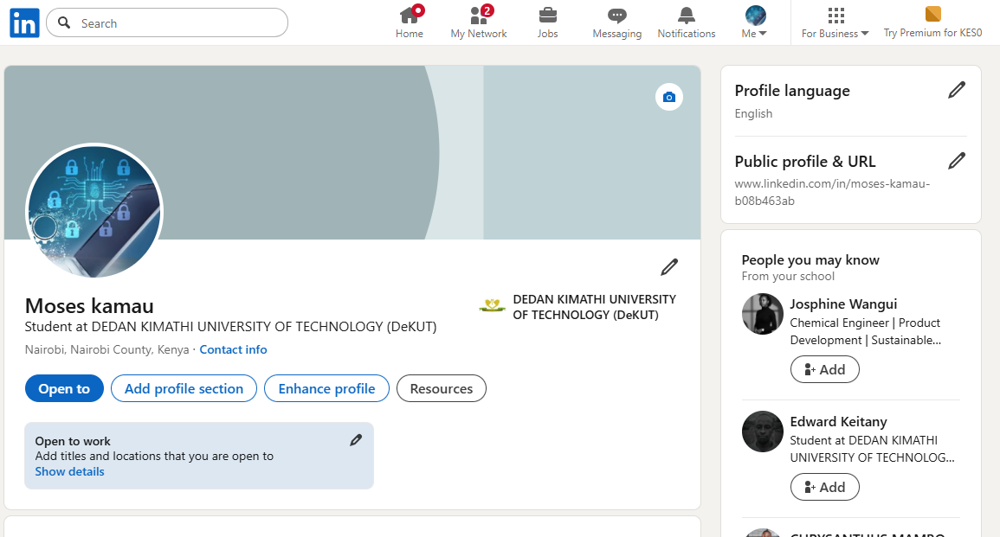 in
Search
Home
2
My Network
Jobs
Messaging
Notifications
Me
For Business
Try Premium for KES0
Moses kamau
Student at DEDAN KIMATHI UNIVERSITY OF TECHNOLOGY (DeKUT)
Nairobi, Nairobi County, Kenya · Contact info
DEDAN KIMATHI UNIVERSITY
OF TECHNOLOGY (DeKUT)
Open to
Add profile section
Enhance profile
Resources
Open to work
Add titles and locations that you are open to
Show details
Profile language
English
Public profile & URL
www.linkedin.com/in/moses-kamau-
b08b463ab
People you may know
From your school
Josphine Wangui
Chemical Engineer | Product
Development | Sustainable...
Add
Edward Keitany
Student at DEDAN KIMATHI
UNIVERSITY OF TECHNOLOG...
Add